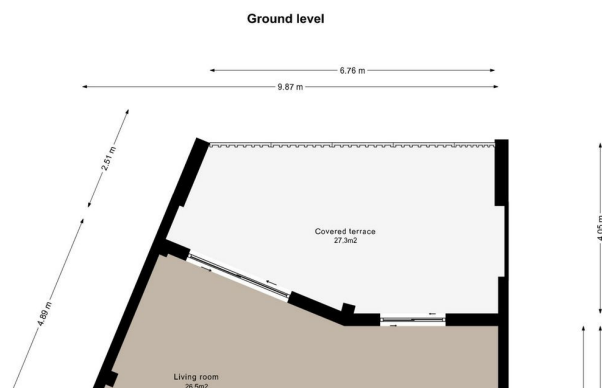 Ground level
6.76 m
9.87 m
2.51 m
4.05 m
Covered terrace
27.3m2
4.89 m
Living room
26.5m2